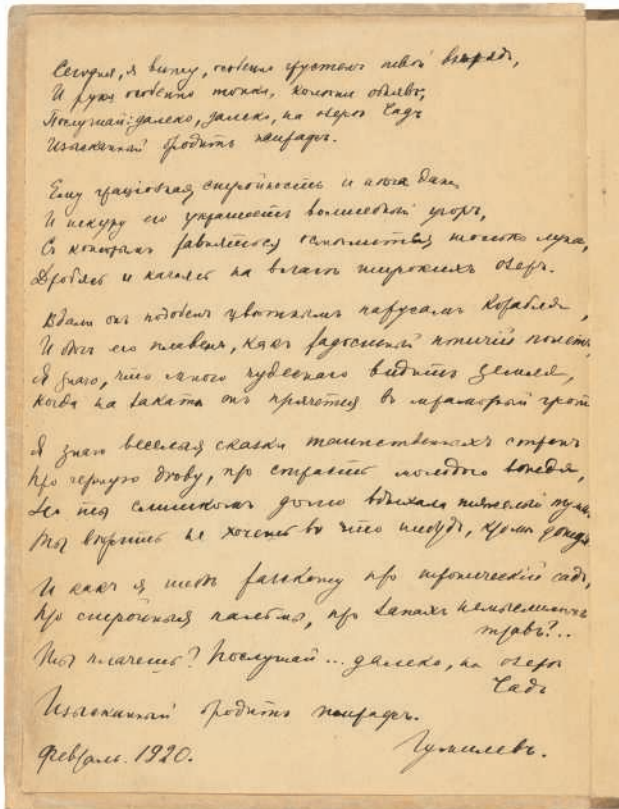 Сегодня, я вижу, особенно грустенъ твой взглядъ,
И руки особенно тонки, колѣни обнявъ,
Послушай: далеко, далеко, на озерѣ Чадъ
Изысканный бродитъ жирафъ.
Ему граціозная стройность и нѣга дана,
И шкуру его украшаетъ волшебный узоръ,
Съ которымъ равняться осмѣлится только луна,
Дробясь и качаясь на влагѣ широкихъ озеръ.
Вдали онъ подобенъ цвѣтнымъ парусамъ корабля,
И бѣгъ его плавенъ, какъ радостный птичій полетъ,
Я знаю, что много чудеснаго видитъ земля,
Когда на закатѣ онъ прячется въ мраморный гротъ
Я знаю веселыя сказки таинственныхъ странъ
Про черную дѣву, про страсть молодого вождя,
Но ты слишкомъ долго вдыхала тяжелый туманъ
Ты вѣрить не хочешь во что нибудь, кромѣ дождя
И какъ я тебѣ разскажу про тропическій садъ,
Про стройныя пальмы, про запахъ немыслимыхъ
травъ?..
Ты плачешь? Послушай... далеко, на озерѣ
Чадъ
Изысканный бродитъ жирафъ.
Февраль. 1920. Гумилевъ.